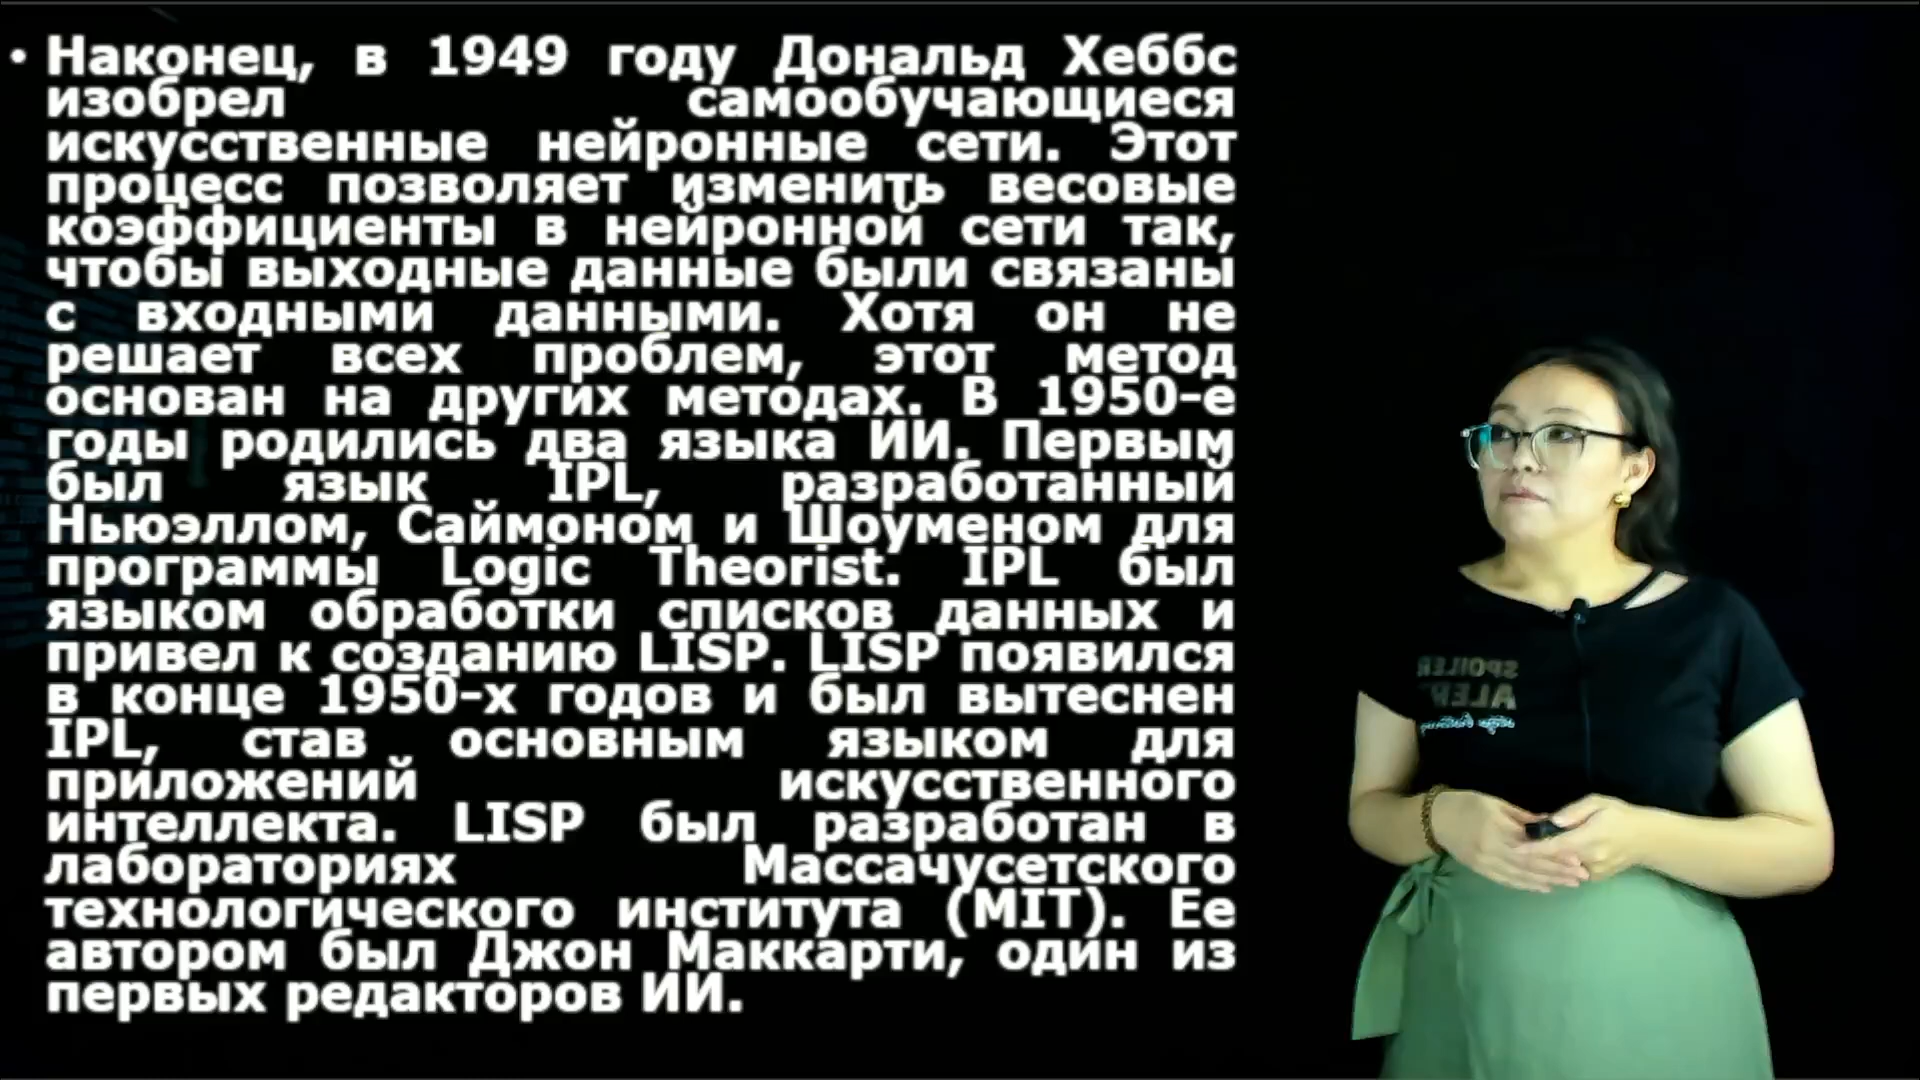 • Наконец, в 1949 году Дональд Хеббс
изобрел самообучающиеся
искусственные нейронные сети. Этот
процесс позволяет изменить весовые
коэффициенты в нейронной сети так,
чтобы выходные данные были связаны
с входными данными. Хотя он не
решает всех проблем, этот метод
основан на других методах. В 1950-е
годы родились два языка ИИ. Первым
был язык IPL, разработанный
Ньюэллом, Саймоном и Шоуменом для
программы Logic Theorist. IPL был
языком обработки списков данных и
привел к созданию LISP. LISP появился
в конце 1950-х годов и был вытеснен
IPL, став основным языком для
приложений искусственного
интеллекта. LISP был разработан в
лабораториях Массачусетского
технологического института (MIT). Ее
автором был Джон Маккарти, один из
первых редакторов ИИ.
SPOILER
ALERT